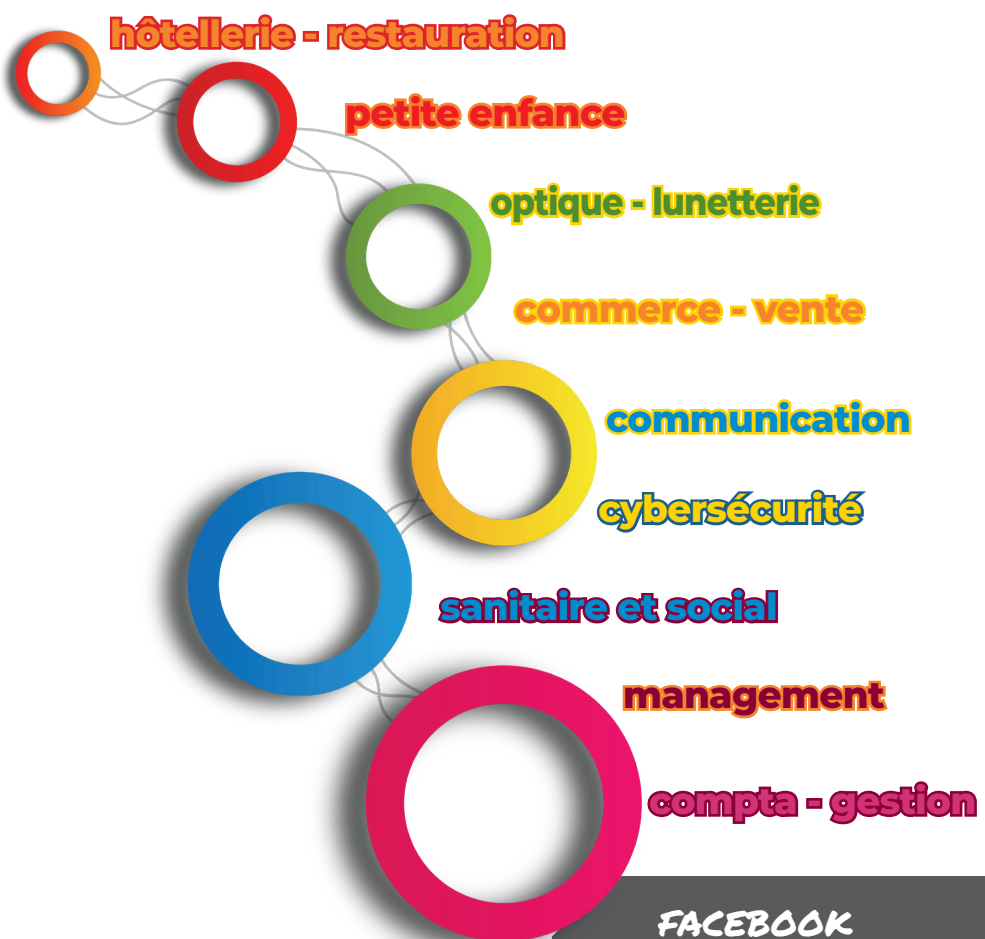 hôtellerie - restauration
petite enfance
optique - lunetterie
commerce - vente
communication
cybersécurité
sanitaire et social
management
compta - gestion
FACEBOOK